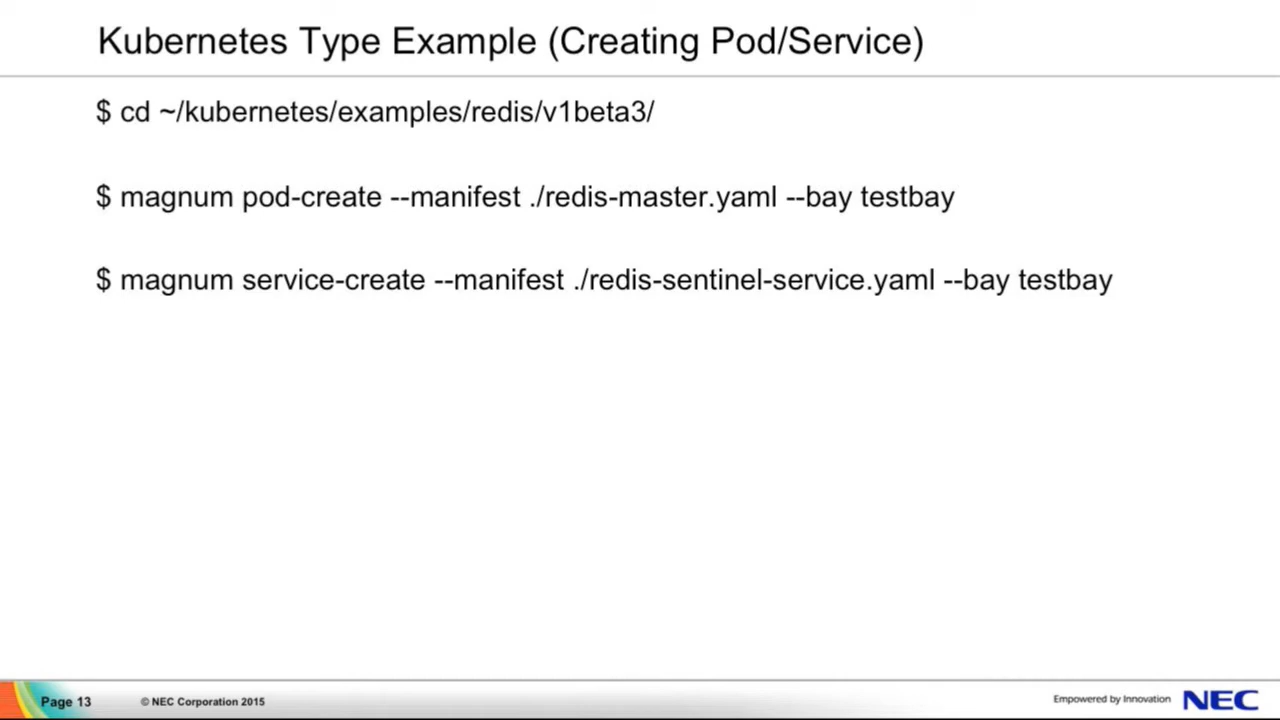 Kubernetes Type Example (Creating Pod/Service)
$ cd ~/kubernetes/examples/redis/v1beta3/
$ magnum pod-create --manifest ./redis-master.yaml --bay testbay
$ magnum service-create --manifest ./redis-sentinel-service.yaml --bay testbay
Page 13
© NEC Corporation 2015
Empowered by Innovation
NEC